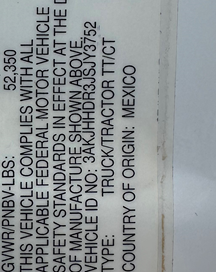 GVWR/PNBV-LBS: 52,350
THIS VEHICLE COMPLIES WITH ALL
APPLICABLE FEDERAL MOTOR VEHICLE
SAFETY STANDARDS IN EFFECT AT THE
OF MANUFACTURE SHOWN ABOVE.
VEHICLE ID NO: 3AKJHHDR3JSJY3752
TYPE: TRUCK/TRACTOR TT/CT
COUNTRY OF ORIGIN: MEXICO